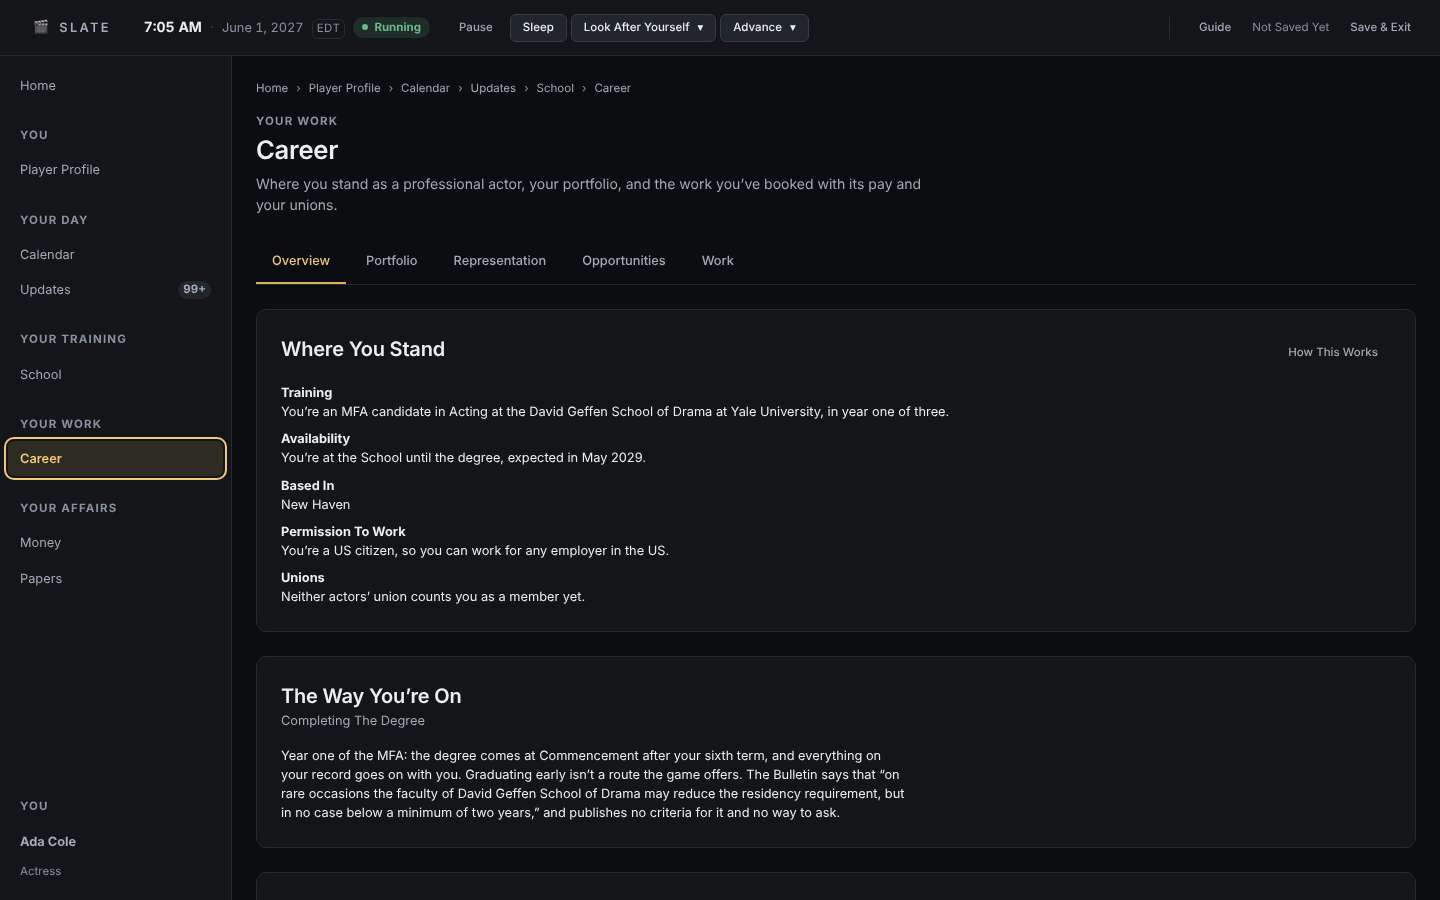 SLATE
7:05 AM · June 1, 2027 EDT Running Pause Sleep Look After Yourself ▾ Advance ▾ Guide Not Saved Yet Save & Exit
Home
YOU
Player Profile
YOUR DAY
Calendar
Updates 99+
YOUR TRAINING
School
YOUR WORK
Career
YOUR AFFAIRS
Money
Papers
YOU
Ada Cole
Actress
Home › Player Profile › Calendar › Updates › School › Career
YOUR WORK
Career
Where you stand as a professional actor, your portfolio, and the work you’ve booked with its pay and
your unions.
Overview Portfolio Representation Opportunities Work
Where You Stand
How This Works
Training
You’re an MFA candidate in Acting at the David Geffen School of Drama at Yale University, in year one of three.
Availability
You’re at the School until the degree, expected in May 2029.
Based In
New Haven
Permission To Work
You’re a US citizen, so you can work for any employer in the US.
Unions
Neither actors’ union counts you as a member yet.
The Way You’re On
Completing The Degree
Year one of the MFA: the degree comes at Commencement after your sixth term, and everything on
your record goes on with you. Graduating early isn’t a route the game offers. The Bulletin says that “on
rare occasions the faculty of David Geffen School of Drama may reduce the residency requirement, but
in no case below a minimum of two years,” and publishes no criteria for it and no way to ask.